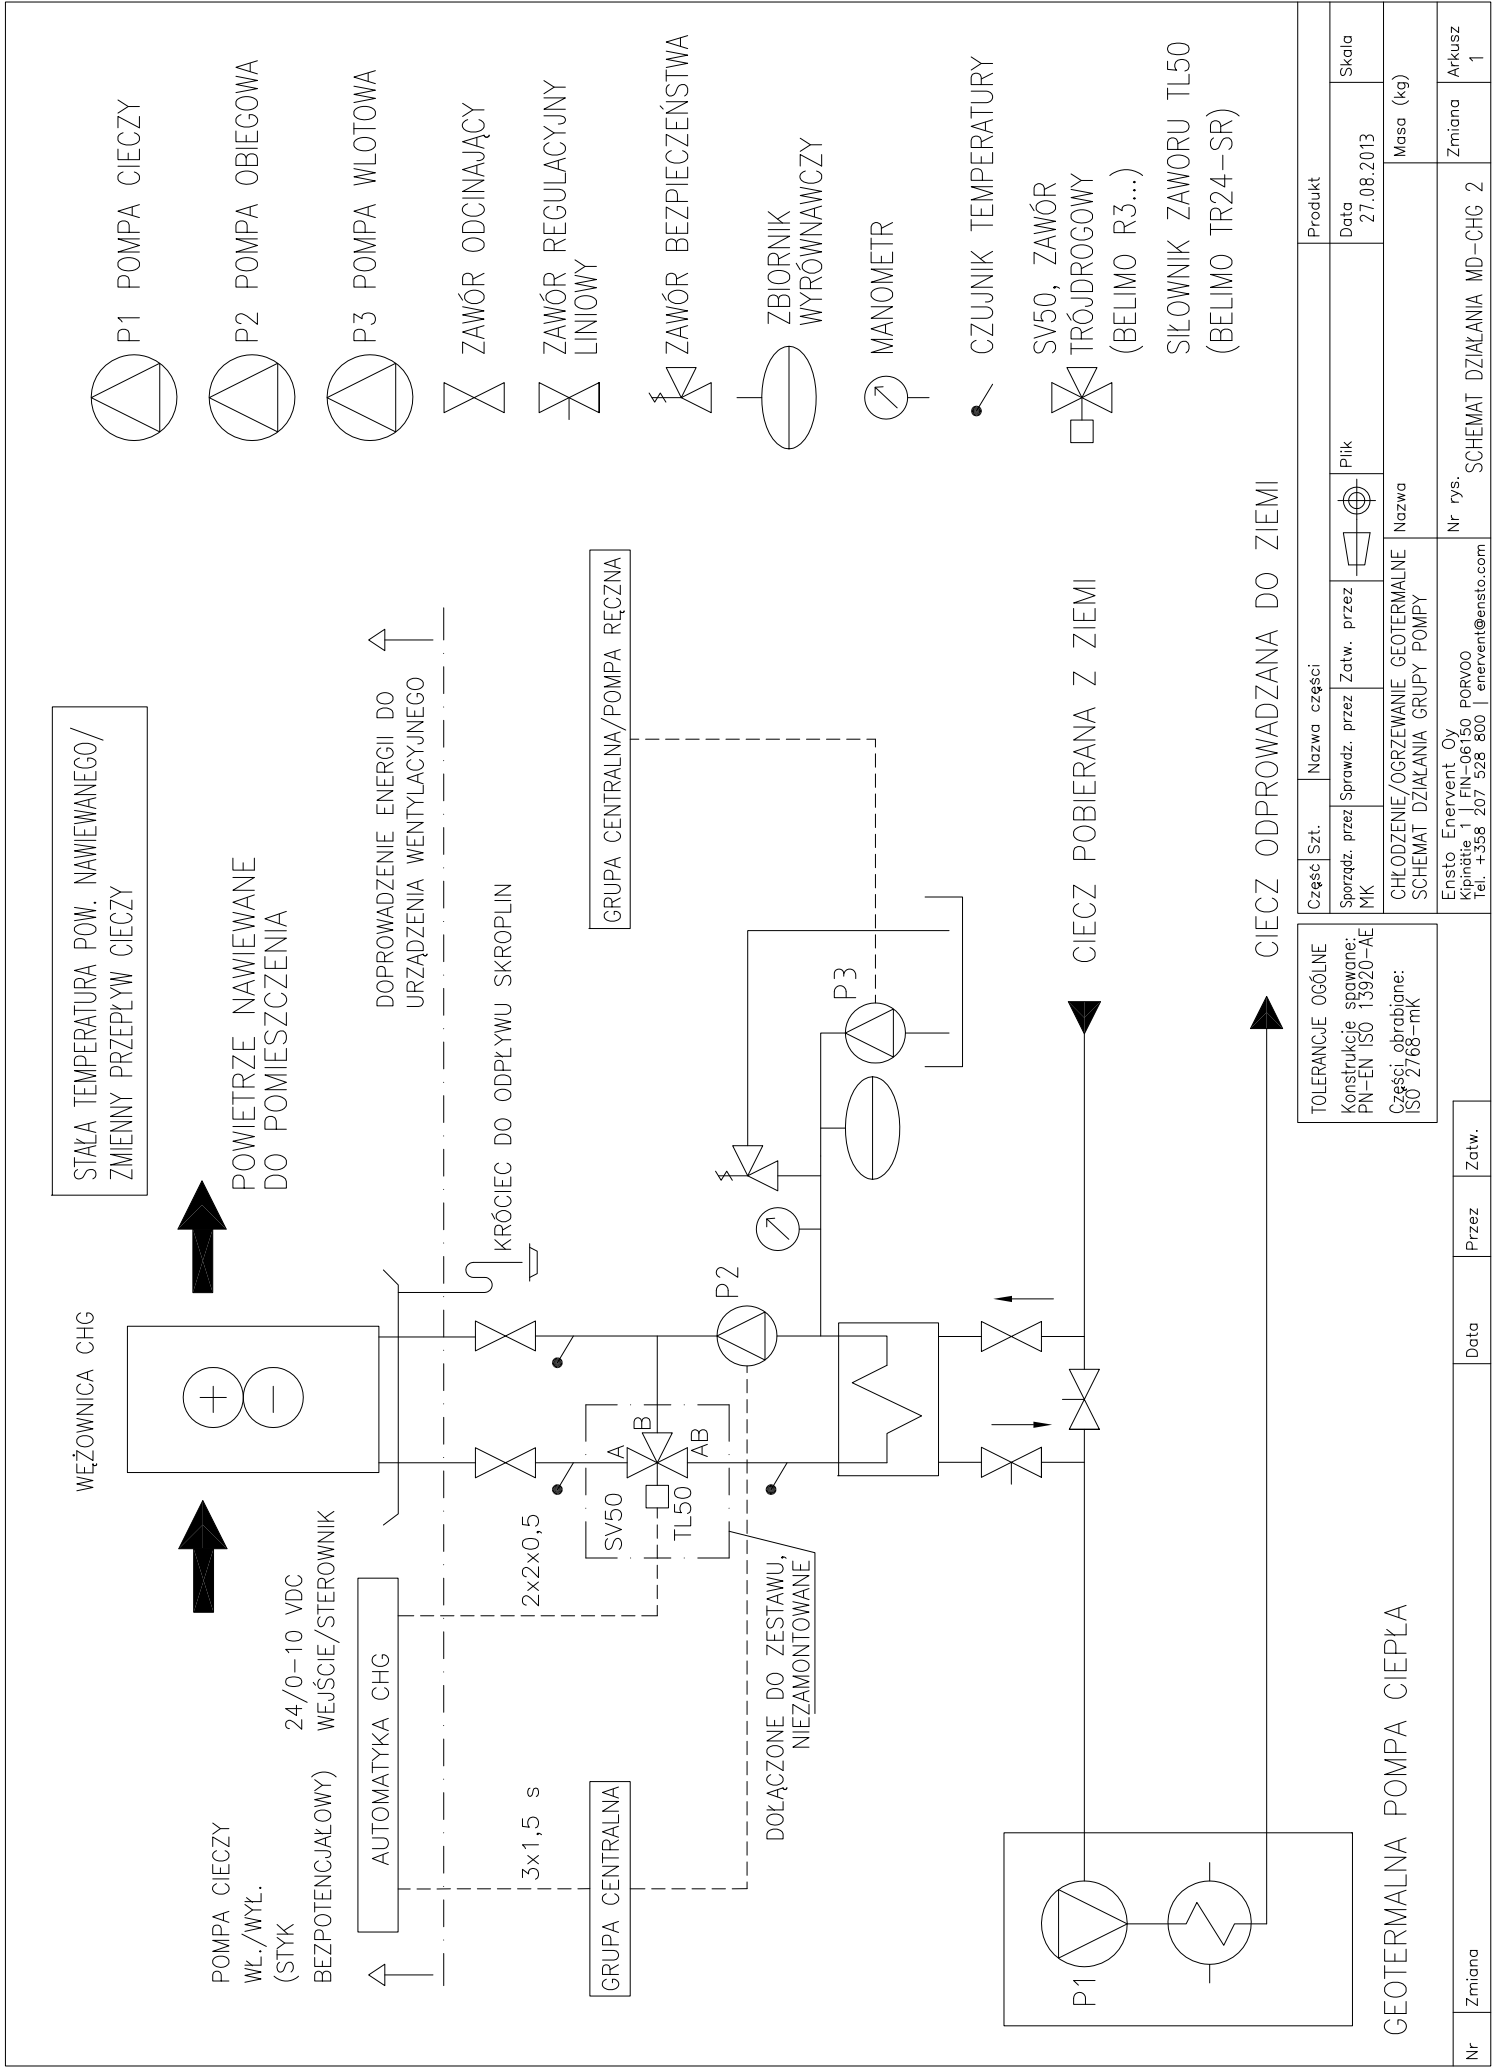 STAŁA TEMPERATURA POW. NAWIEWANEGO/
ZMIENNY PRZEPŁYW CIECZY
WĘŻOWNICA CHG
POWIETRZE NAWIEWANE
DO POMIESZCZENIA
POMPA CIECZY
WŁ./WYŁ.
(STYK
BEZPOTENCJAŁOWY)
24/0-10 VDC
WEJŚCIE/STEROWNIK
AUTOMATYKA CHG
DOPROWADZENIE ENERGII DO
URZĄDZENIA WENTYLACYJNEGO
KRÓCIEC DO ODPŁYWU SKROPLIN
3x1,5 s
2x2x0,5
GRUPA CENTRALNA
SV50
A
B
AB
TL50
P2
DOŁĄCZONE DO ZESTAWU,
NIEZAMONTOWANE
GRUPA CENTRALNA/POMPA RĘCZNA
P3
P1
CIECZ POBIERANA Z ZIEMI
CIECZ ODPROWADZANA DO ZIEMI
GEOTERMALNA POMPA CIEPŁA
P1 POMPA CIECZY
P2 POMPA OBIEGOWA
P3 POMPA WLOTOWA
ZAWÓR ODCINAJĄCY
ZAWÓR REGULACYJNY
LINIOWY
ZAWÓR BEZPIECZEŃSTWA
ZBIORNIK
WYRÓWNAWCZY
MANOMETR
CZUJNIK TEMPERATURY
SV50, ZAWÓR
TRÓJDROGOWY
(BELIMO R3...)
SIŁOWNIK ZAWORU TL50
(BELIMO TR24-SR)
TOLERANCJE OGÓLNE
Konstrukcje spawane:
PN-EN ISO 13920-AE
Części obrabiane:
ISO 2768-mK
Część Szt. Nazwa części Produkt
Sporządz. przez Sprawdz. przez Zatw. przez Plik Data Skala
MK 27.08.2013
CHŁODZENIE/OGRZEWANIE GEOTERMALNE
SCHEMAT DZIAŁANIA GRUPY POMPY
Nazwa Masa (kg)
Ensto Enervent Oy
Kipinätie 1 | FIN-06150 PORVOO
Tel. +358 207 528 800 | enervent@ensto.com
Nr rys. Zmiana Arkusz
SCHEMAT DZIAŁANIA MD-CHG 2 1
Nr Zmiana Data Przez Zatw.